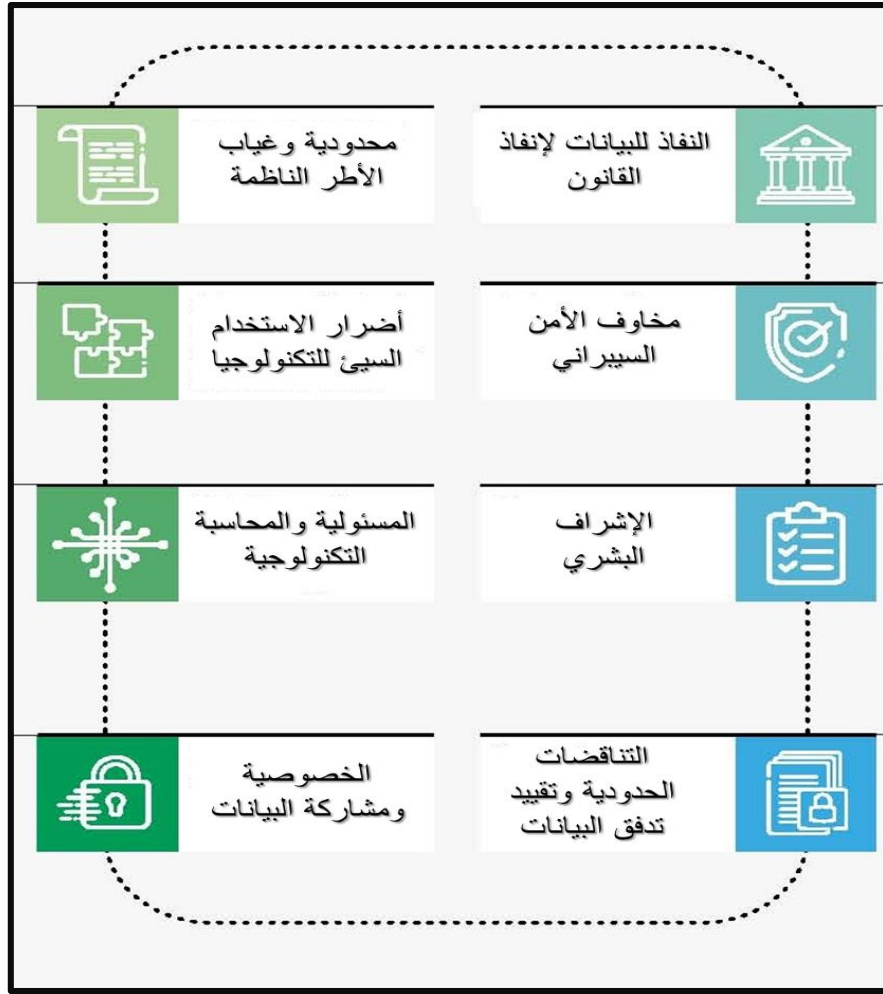 النفاذ للبيانات لإنفاذ
القانون
محدودية وغياب
الأطر الناظمة
مخاوف الأمن
السيبراني
أضرار الاستخدام
السيئ للتكنولوجيا
الإشراف
البشري
المسئولية والمحاسبة
التكنولوجية
التناقضات
الحدودية وتقييد
تدفق البيانات
الخصوصية
ومشاركة البيانات